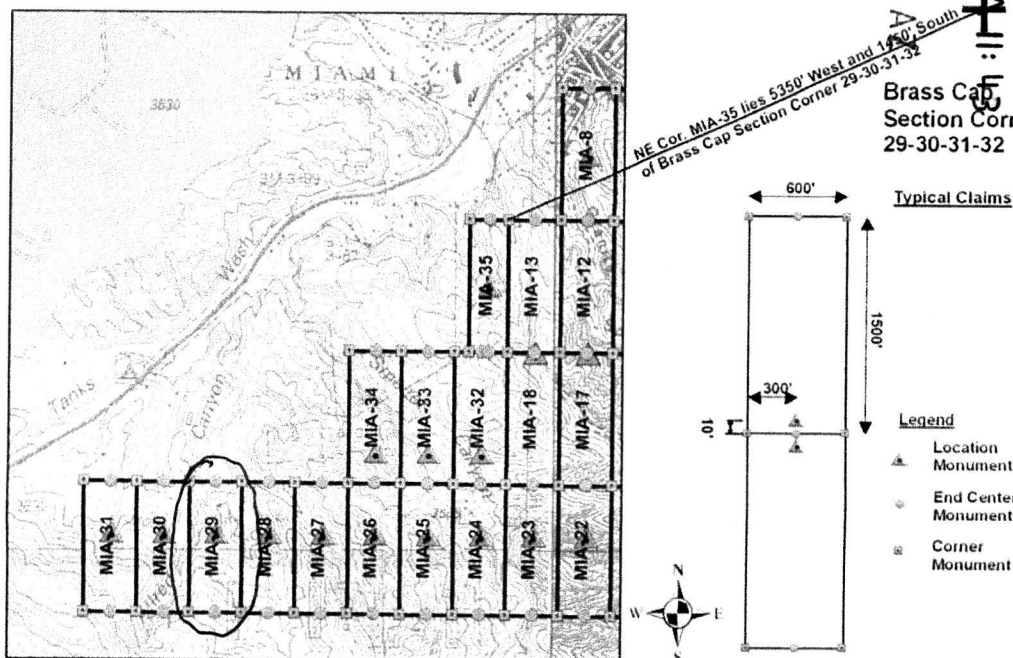 MIAMI
3630
NE Cor. MIA-35 lies 5350' West and 1450' South
of Brass Cap Section Corner 29-30-31-32
11: 43
Brass Cap
Section Corn
29-30-31-32
Typical Claims
600'
1500'
300'
10'
Legend
Location
Monument
End Center
Monument
Corner
Monument
N
W
E
S
Wash
Tanks
Canyon
MIA-8
MIA-35
MIA-13
MIA-12
MIA-34
MIA-33
MIA-32
MIA-18
MIA-17
MIA-31
MIA-30
MIA-29
MIA-28
MIA-27
MIA-26
MIA-25
MIA-24
MIA-23
MIA-22